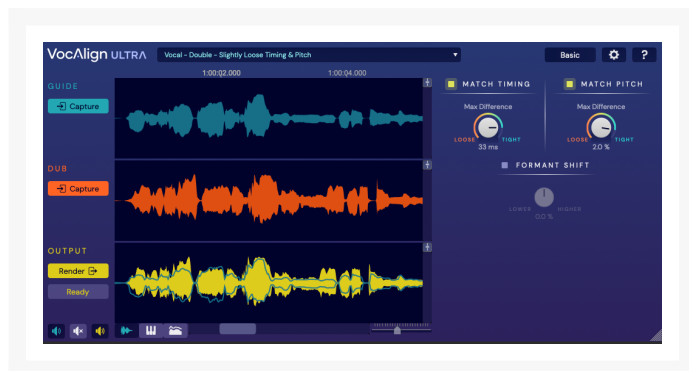 VocAlign ULTRA
Vocal - Double - Slightly Loose Timing & Pitch
Basic
?
1:00:02.000
1:00:04.000
GUIDE
Capture
DUB
Capture
OUTPUT
Render
Ready
MATCH TIMING
MATCH PITCH
Max Difference
Max Difference
LOOSE
TIGHT
LOOSE
TIGHT
33 ms
2.0 %
FORMANT SHIFT
LOWER
HIGHER
0.0 %